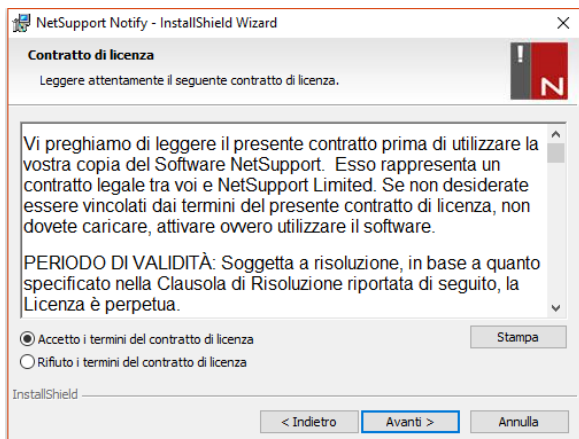 NetSupport Notify - InstallShield Wizard
Contratto di licenza
Leggere attentamente il seguente contratto di licenza.
! N
Vi preghiamo di leggere il presente contratto prima di utilizzare la
vostra copia del Software NetSupport.  Esso rappresenta un
contratto legale tra voi e NetSupport Limited. Se non desiderate
essere vincolati dai termini del presente contratto di licenza, non
dovete caricare, attivare ovvero utilizzare il software.
PERIODO DI VALIDITÀ: Soggetta a risoluzione, in base a quanto
specificato nella Clausola di Risoluzione riportata di seguito, la
Licenza è perpetua.
Accetto i termini del contratto di licenza
Stampa
Rifiuto i termini del contratto di licenza
InstallShield
< Indietro
Avanti >
Annulla